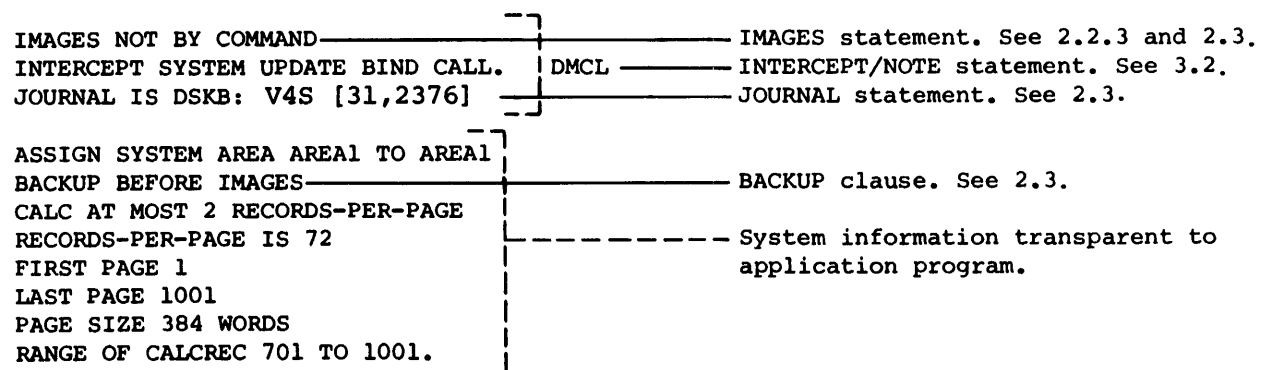 IMAGES NOT BY COMMAND IMAGES statement. See 2.2.3 and 2.3.
INTERCEPT SYSTEM UPDATE BIND CALL. DMCL INTERCEPT/NOTE statement. See 3.2.
JOURNAL IS DSKB: V4S [31,2376] JOURNAL statement. See 2.3.
ASSIGN SYSTEM AREA AREA1 TO AREA1
BACKUP BEFORE IMAGES BACKUP clause. See 2.3.
CALC AT MOST 2 RECORDS-PER-PAGE
RECORDS-PER-PAGE IS 72 System information transparent to
FIRST PAGE 1 application program.
LAST PAGE 1001
PAGE SIZE 384 WORDS
RANGE OF CALCREC 701 TO 1001.